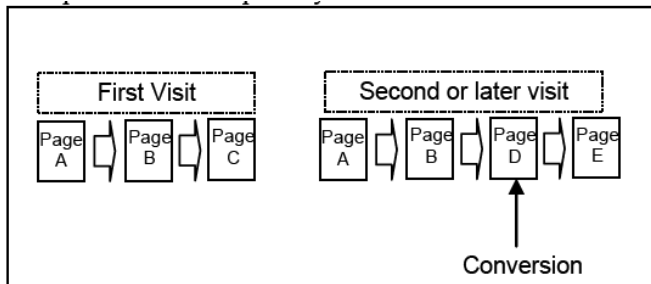 First Visit
Second or later visit
Page A
Page B
Page C
Page A
Page B
Page D
Page E
Conversion